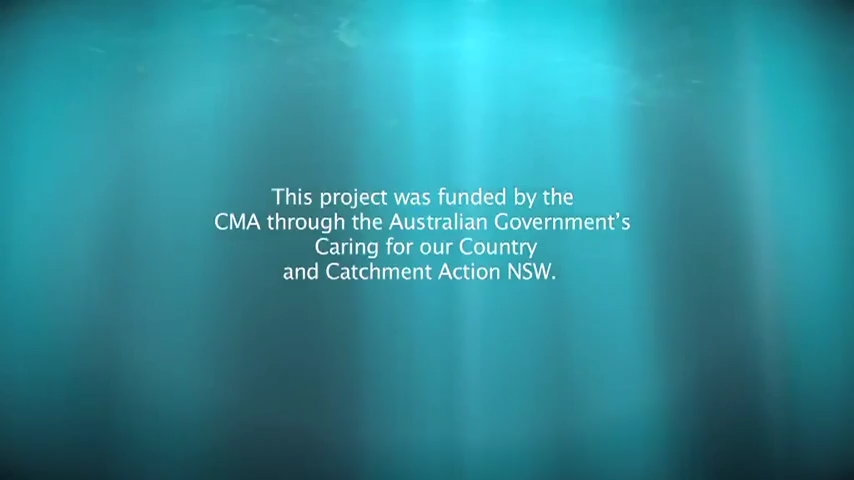 This project was funded by the
CMA through the Australian Government’s
Caring for our Country
and Catchment Action NSW.